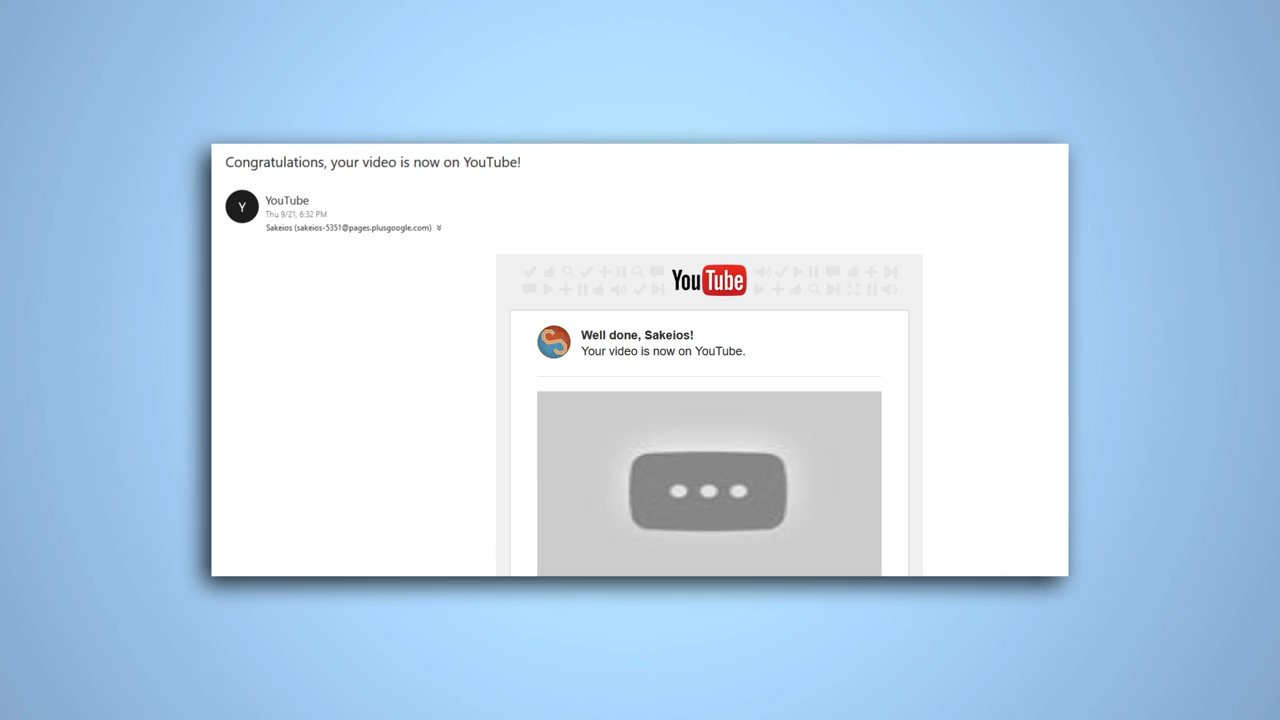 Congratulations, your video is now on YouTube!
Y
YouTube
Thu 9/21, 6:32 PM
Sakeios (sakeios-5351@pages.plusgoogle.com)
YouTube
Well done, Sakeios!
Your video is now on YouTube.